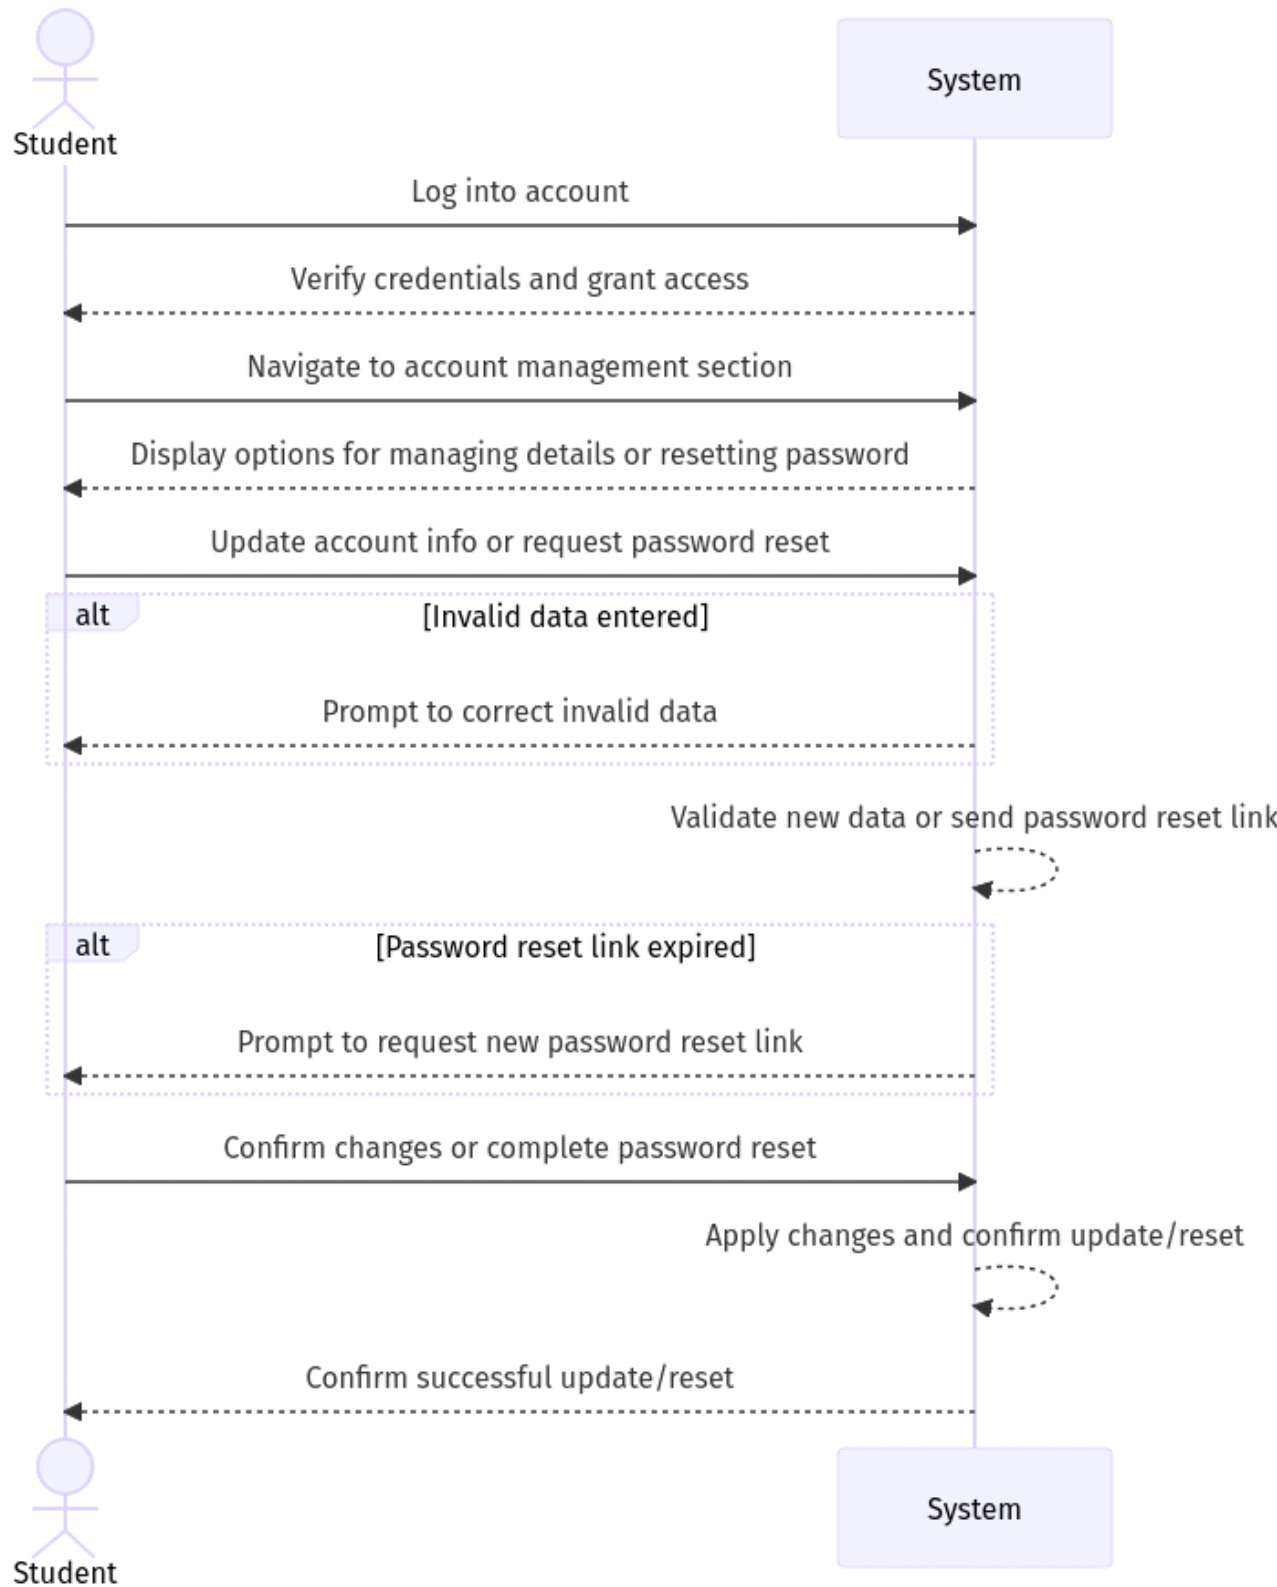 Student
System
Log into account
Verify credentials and grant access
Navigate to account management section
Display options for managing details or resetting password
Update account info or request password reset
alt
[Invalid data entered]
Prompt to correct invalid data
Validate new data or send password reset link
alt
[Password reset link expired]
Prompt to request new password reset link
Confirm changes or complete password reset
Apply changes and confirm update/reset
Confirm successful update/reset
Student
System